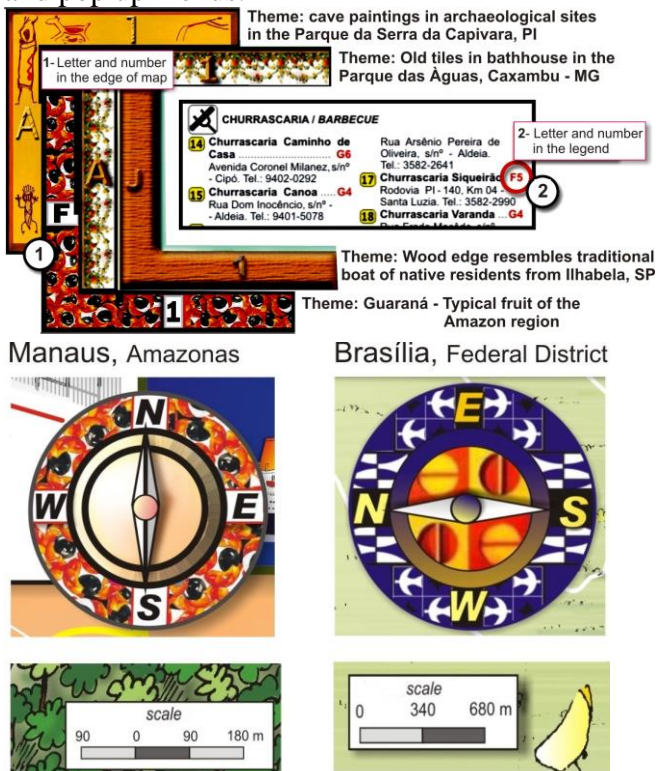 and pop-up menus.
Theme: cave paintings in archaeological sites
in the Parque da Serra da Capivara, PI
1- Letter and number
in the edge of map
1
Theme: Old tiles in bathhouse in the
Parque das Àguas, Caxambu - MG
A
A
J
F
1
1
CHURRASCARIA / BARBECUE
14 Churrascaria Caminho de
Casa ........................ G6
Avenida Coronel Milanez, s/nº
- Cipó. Tel.: 9402-0292
15 Churrascaria Canoa ..... G4
Rua Dom Inocêncio, s/nº -
- Aldeia. Tel.: 9401-5078
Rua Arsênio Pereira de
Oliveira, s/nº - Aldeia.
Tel.: 3582-2641
17 Churrascaria Siqueirão F5
Rodovia PI - 140, Km 04 -
Santa Luzia. Tel.: 3582-2990
18 Churrascaria Varanda ... G4
2- Letter and number
in the legend
2
Theme: Wood edge resembles traditional
boat of native residents from Ilhabela, SP
Theme: Guaraná - Typical fruit of the
Amazon region
1
Manaus, Amazonas
N
W E
S
scale
90 0 90 180 m
Brasília, Federal District
E
N S
W
scale
0 340 680 m